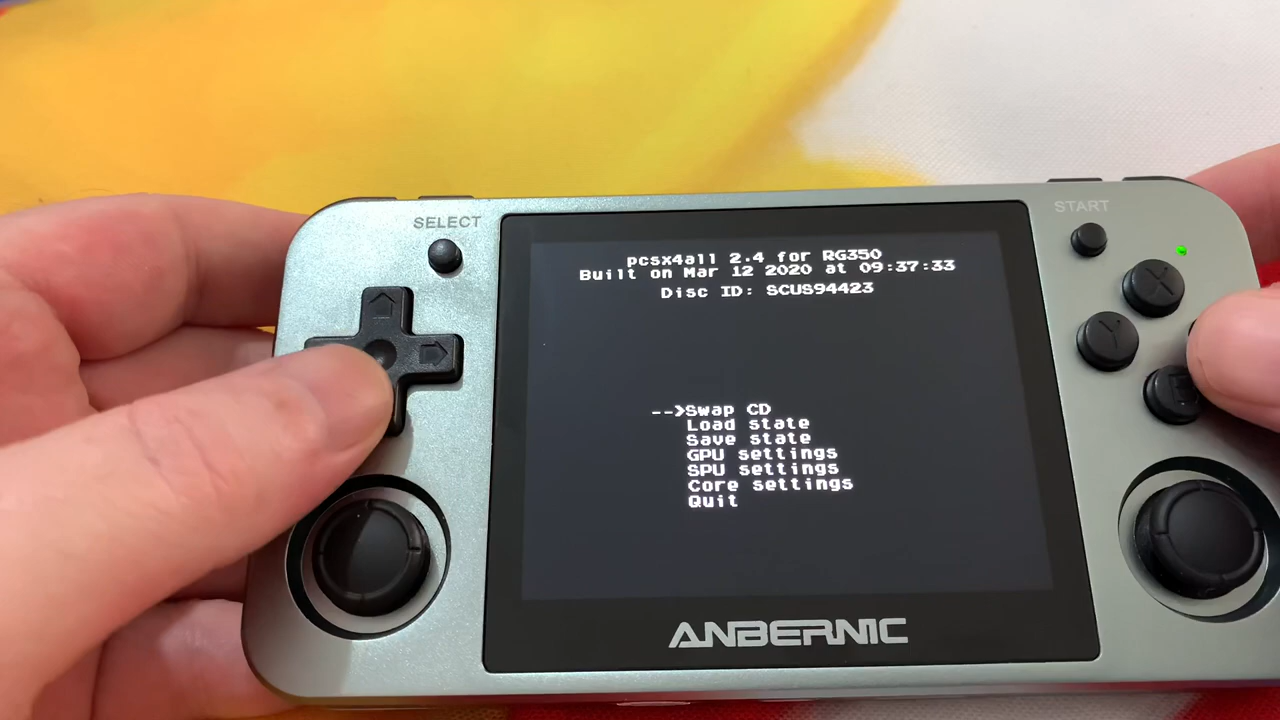 SELECT
START
pcsx4all 2.4 for RG350
Built on Mar 12 2020 at 09:37:33
Disc ID: SCUS94423
X
Y
-->Swap CD
Load state
Save state
GPU settings
SPU settings
Core settings
Quit
ANBERNIC